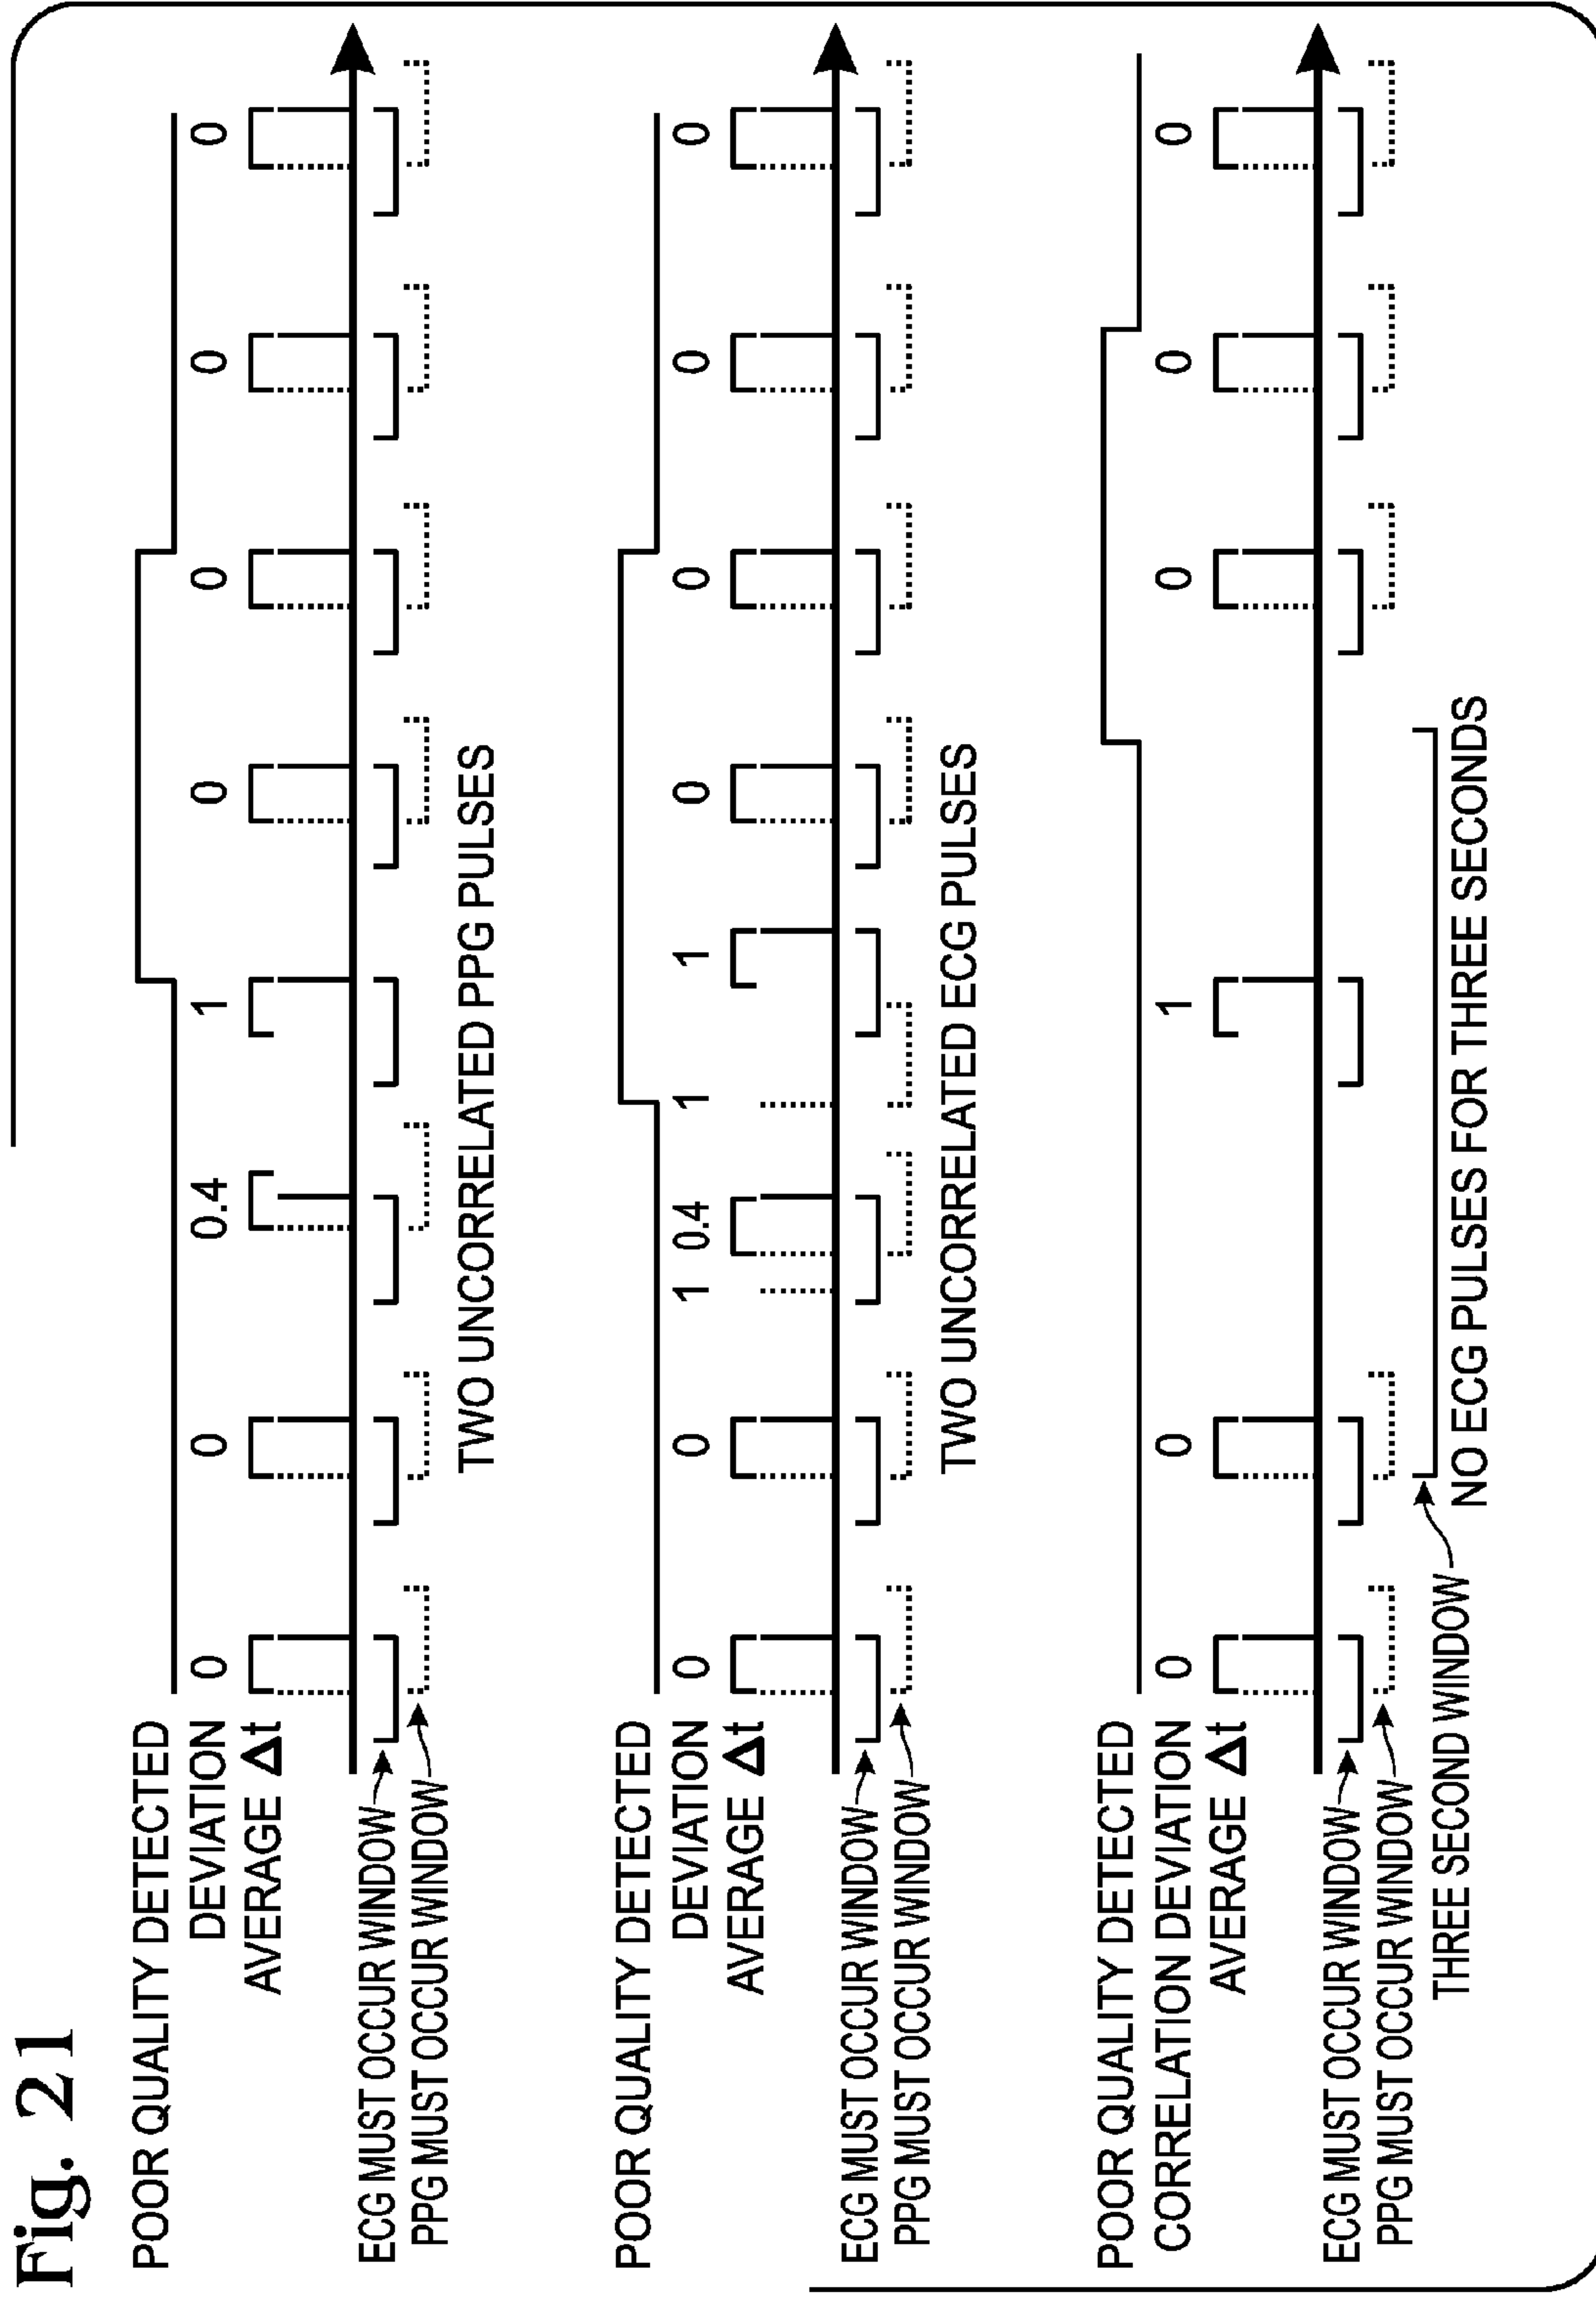 Fig. 21
POOR QUALITY DETECTED
DEVIATION 0 0 0.4 1 0 0 0 0
AVERAGE Δt
ECG MUST OCCUR WINDOW
PPG MUST OCCUR WINDOW
TWO UNCORRELATED PPG PULSES
POOR QUALITY DETECTED
DEVIATION 0 0 1 0.4 1 1 0 0 0 0
AVERAGE Δt
ECG MUST OCCUR WINDOW
PPG MUST OCCUR WINDOW
TWO UNCORRELATED ECG PULSES
POOR QUALITY DETECTED
CORRELATION DEVIATION 0 0 1 0 0 0
AVERAGE Δt
ECG MUST OCCUR WINDOW
PPG MUST OCCUR WINDOW
THREE SECOND WINDOW
NO ECG PULSES FOR THREE SECONDS